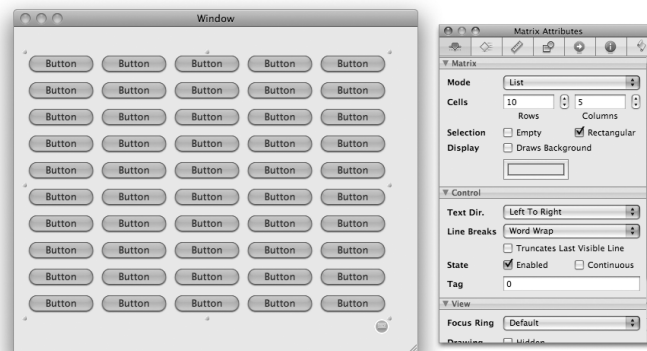 Window
Button Button Button Button Button
Button Button Button Button Button
Button Button Button Button Button
Button Button Button Button Button
Button Button Button Button Button
Button Button Button Button Button
Button Button Button Button Button
Button Button Button Button Button
Button Button Button Button Button
Button Button Button Button Button
Matrix Attributes
Matrix
Mode List
Cells 10 5
Rows Columns
Selection Empty Rectangular
Display Draws Background
Control
Text Dir. Left To Right
Line Breaks Word Wrap
Truncates Last Visible Line
State Enabled Continuous
Tag 0
View
Focus Ring Default
Drawing Hidden